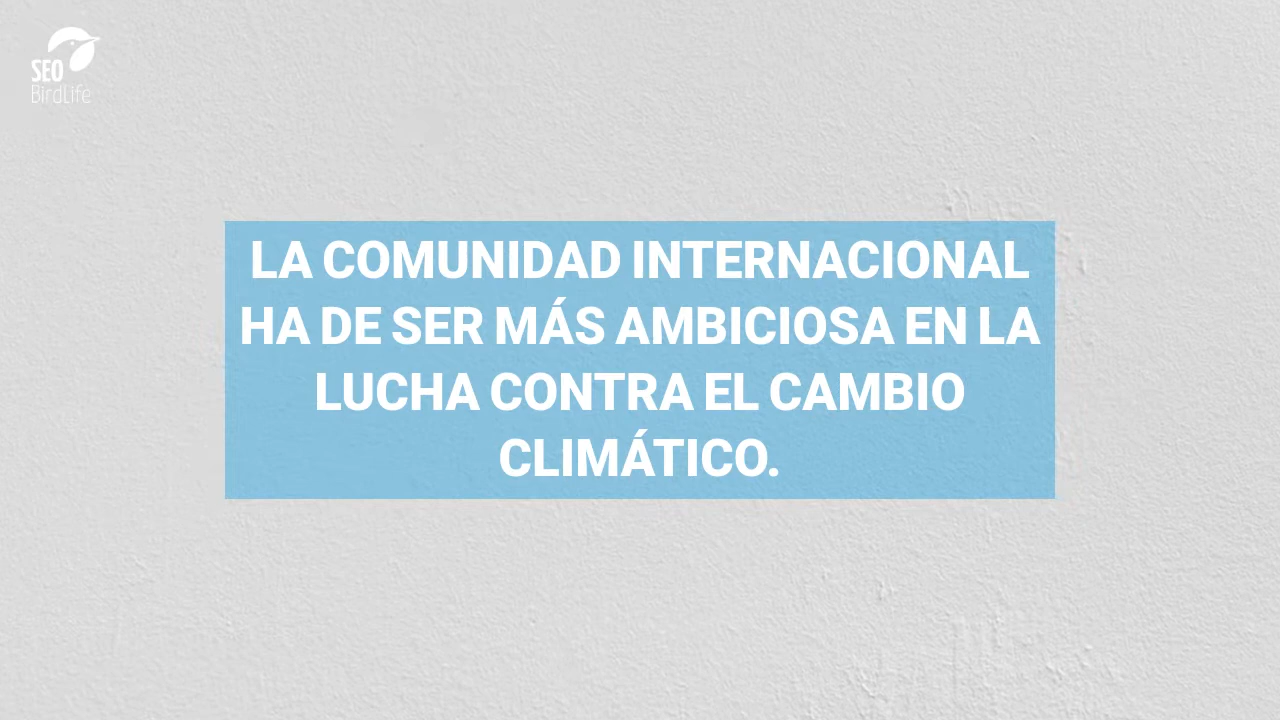 SEO
BirdLife
LA COMUNIDAD INTERNACIONAL
HA DE SER MÁS AMBICIOSA EN LA
LUCHA CONTRA EL CAMBIO
CLIMÁTICO.